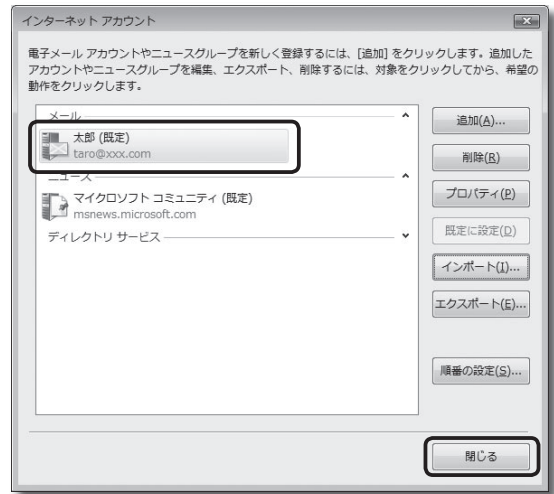 インターネット アカウント
電子メール アカウントやニュースグループを新しく登録するには、[追加] をクリックします。追加した
アカウントやニュースグループを編集、エクスポート、削除するには、対象をクリックしてから、希望の
動作をクリックします。
メール
太郎 (既定)
taro@xxx.com
ニュース
マイクロソフト コミュニティ (既定)
msnews.microsoft.com
ディレクトリ サービス
追加(A)...
削除(R)
プロパティ(P)
既定に設定(D)
インポート(I)...
エクスポート(E)...
順番の設定(S)...
閉じる